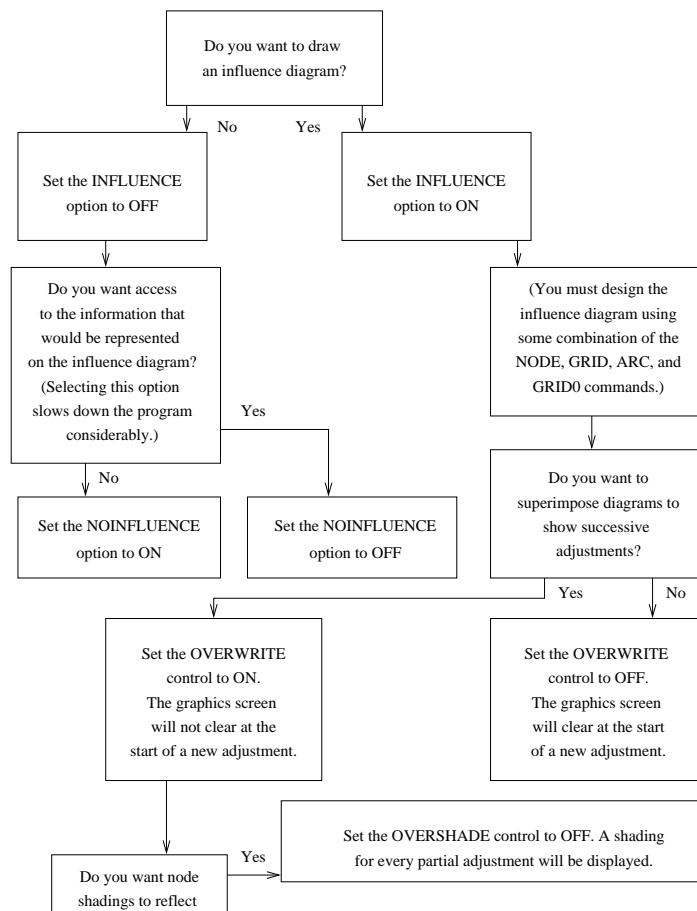 Do you want to draw
an influence diagram?
No
Yes
Set the INFLUENCE
option to OFF
Set the INFLUENCE
option to ON
Do you want access
to the information that
would be represented
on the influence diagram?
(Selecting this option
slows down the program
considerably.)
(You must design the
influence diagram using
some combination of the
NODE, GRID, ARC, and
GRID0 commands.)
Yes
No
Set the NOINFLUENCE
option to ON
Set the NOINFLUENCE
option to OFF
Do you want to
superimpose diagrams to
show successive
adjustments?
Yes
No
Set the OVERWRITE
control to ON.
The graphics screen
will not clear at the
start of a new adjustment.
Set the OVERWRITE
control to OFF.
The graphics screen
will clear at the start
of a new adjustment.
Set the OVERSHADE control to OFF. A shading
for every partial adjustment will be displayed.
Yes
Do you want node
shadings to reflect